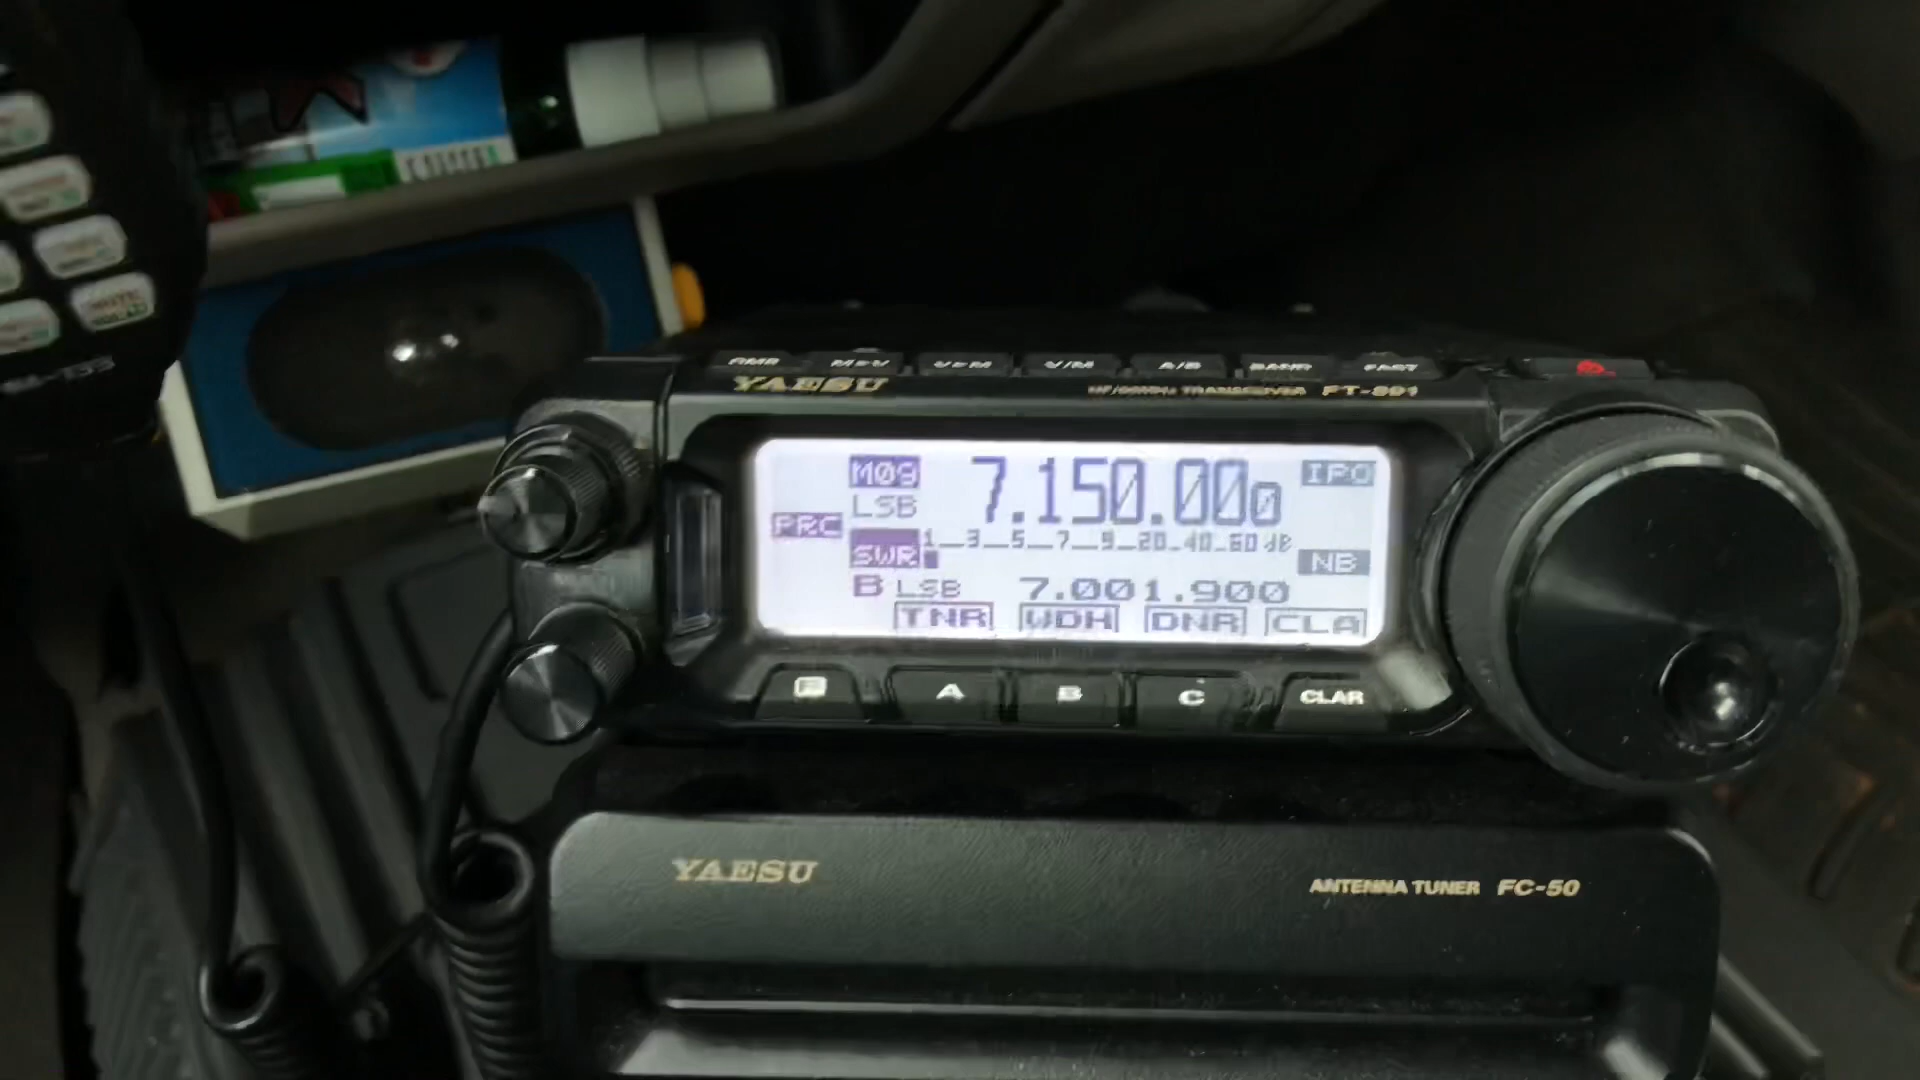 V/M A/B BAND FAST
YAESU HF/50MHz TRANSCEIVER FT-891
M09 7.150.000 IPO
LSB
PRC
SWR 1 3 5 7 9 20 40 60 dB
NB
B LSB 7.001.900
TNR WDH DNR CLA
F A B C CLAR
YAESU ANTENNA TUNER FC-50